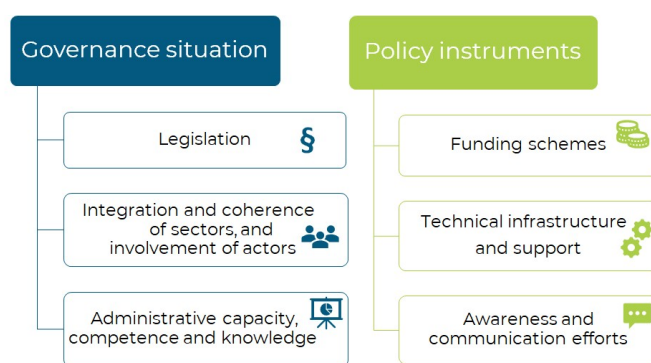 Governance situation
Legislation
§
Integration and coherence
of sectors, and
involvement of actors
Administrative capacity,
competence and knowledge
Policy instruments
Funding schemes
Technical infrastructure
and support
Awareness and
communication efforts